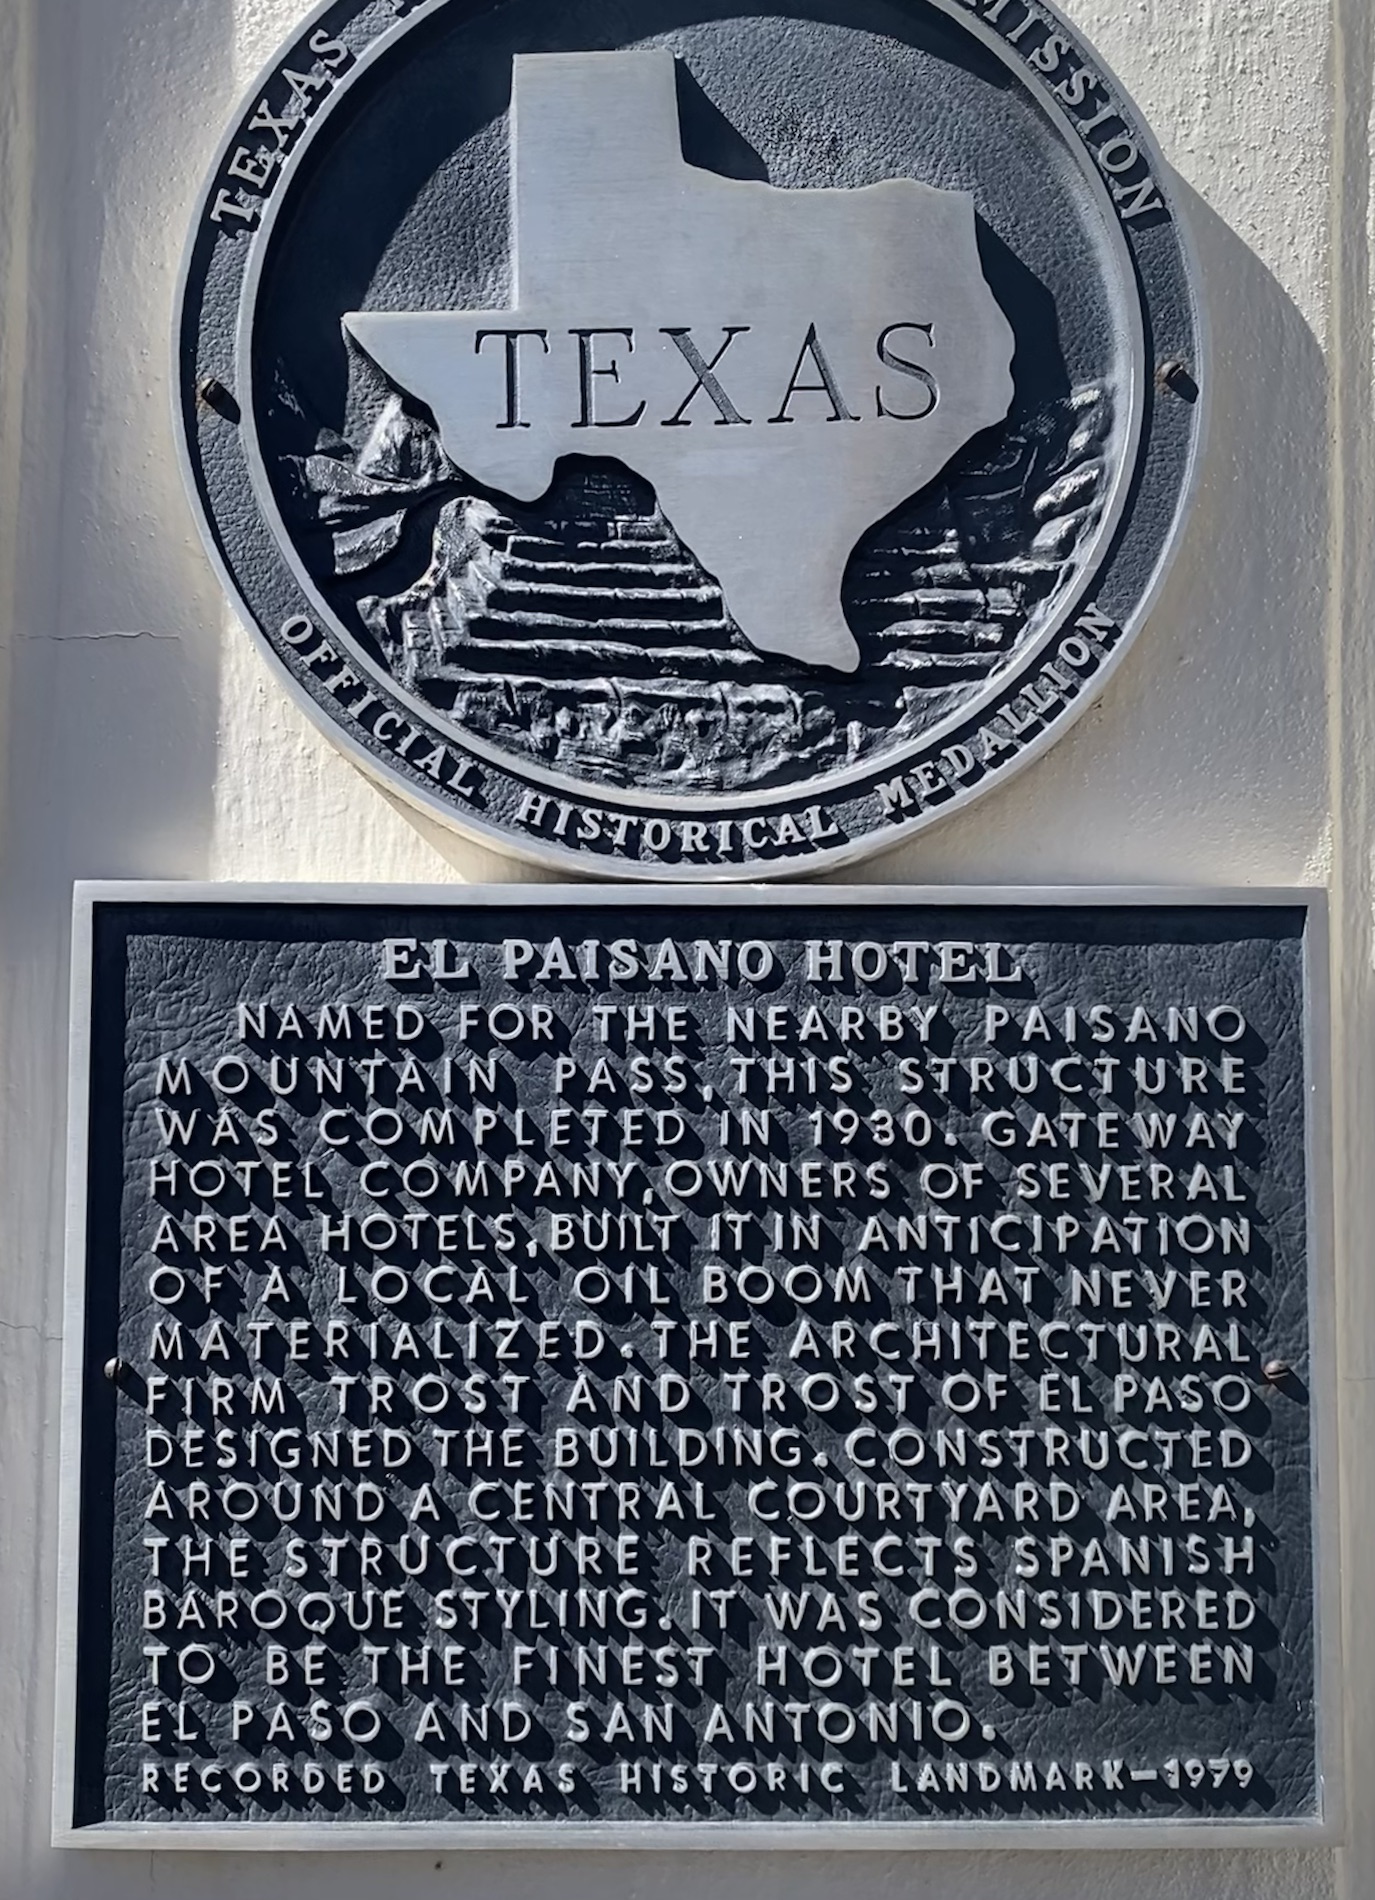 TEXAS
MISSION
TEXAS
OFFICIAL HISTORICAL MEDALLION
EL PAISANO HOTEL
NAMED FOR THE NEARBY PAISANO
MOUNTAIN PASS, THIS STRUCTURE
WAS COMPLETED IN 1930. GATEWAY
HOTEL COMPANY, OWNERS OF SEVERAL
AREA HOTELS, BUILT IT IN ANTICIPATION
OF A LOCAL OIL BOOM THAT NEVER
MATERIALIZED. THE ARCHITECTURAL
FIRM TROST AND TROST OF EL PASO
DESIGNED THE BUILDING. CONSTRUCTED
AROUND A CENTRAL COURTYARD AREA,
THE STRUCTURE REFLECTS SPANISH
BAROQUE STYLING. IT WAS CONSIDERED
TO BE THE FINEST HOTEL BETWEEN
EL PASO AND SAN ANTONIO.
RECORDED TEXAS HISTORIC LANDMARK-1979